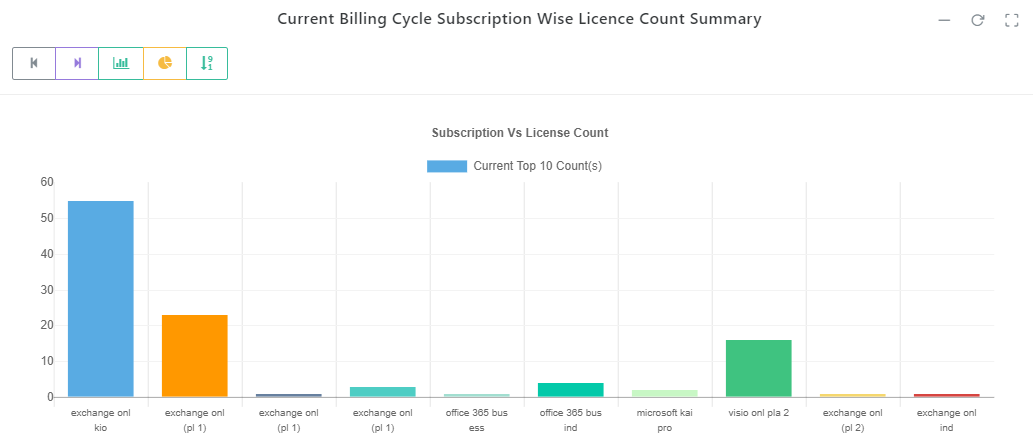 Current Billing Cycle Subscription Wise Licence Count Summary
9
1
Subscription Vs License Count
Current Top 10 Count(s)
60
50
40
30
20
10
0
exchange onl
kio
exchange onl
(pl 1)
exchange onl
(pl 1)
exchange onl
(pl 1)
office 365 bus
ess
office 365 bus
ind
microsoft kai
pro
visio onl pla 2
exchange onl
(pl 2)
exchange onl
ind